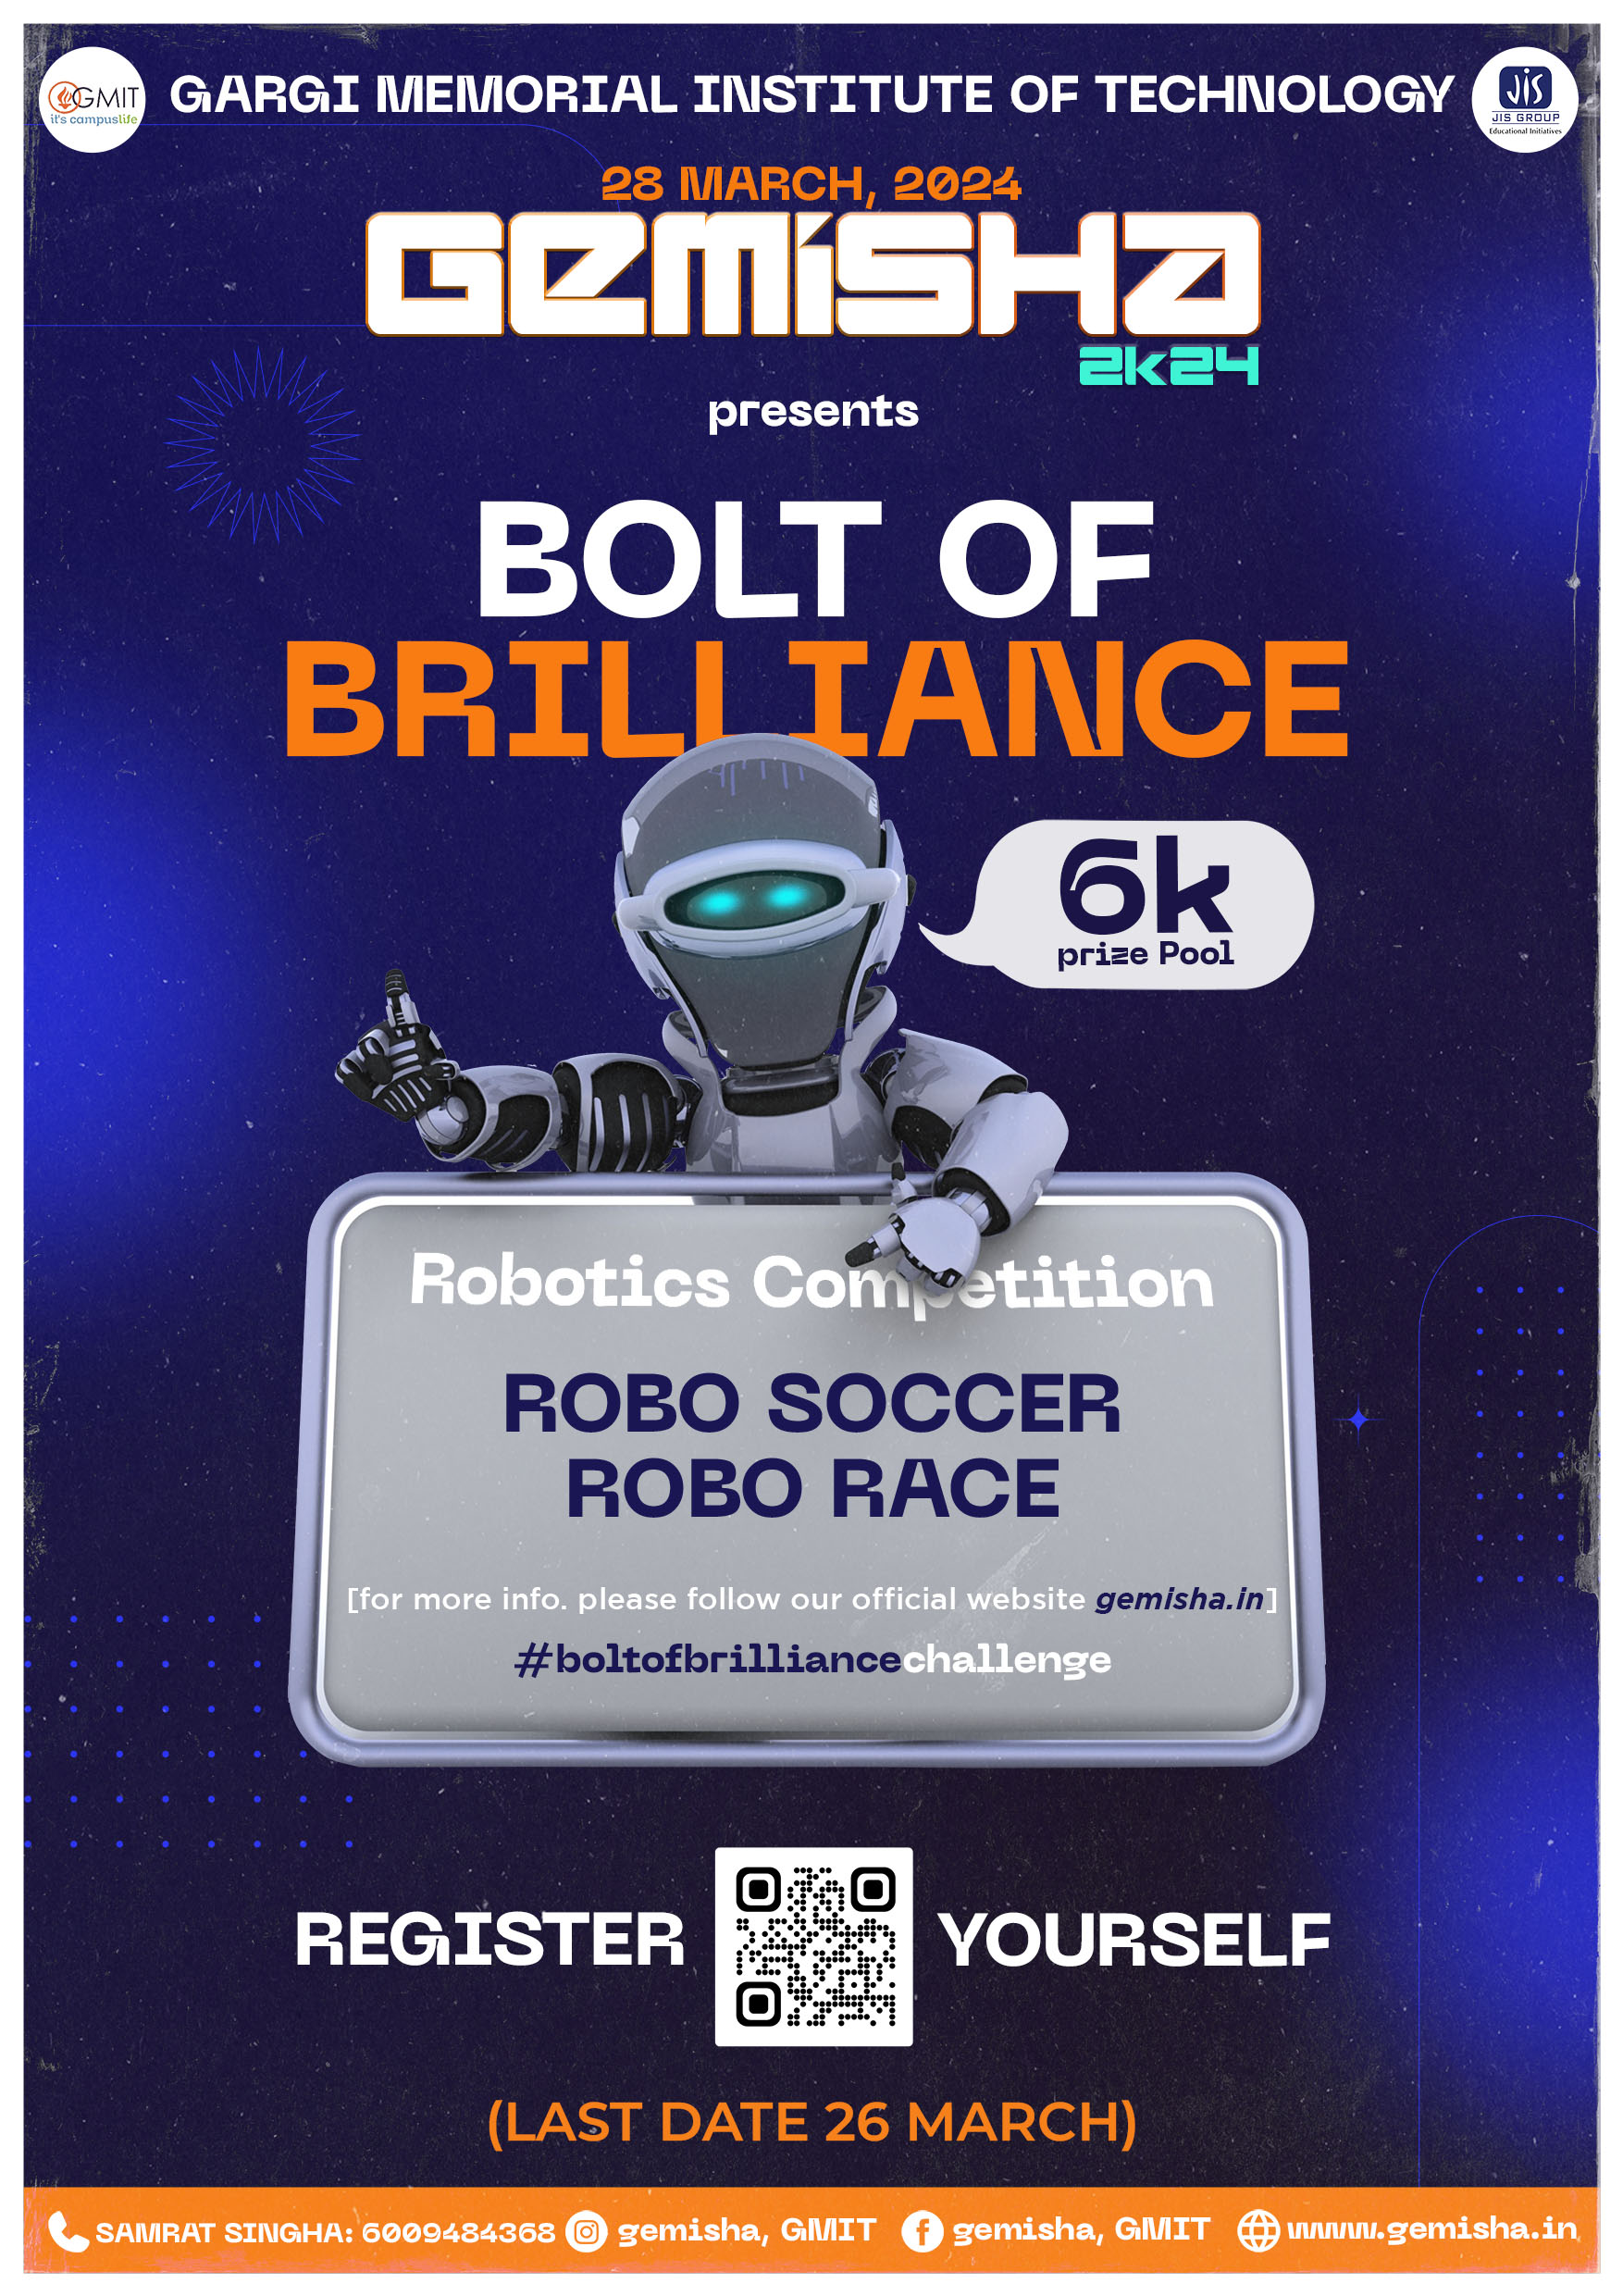 GMIT
it's campuslife
GARGI MEMORIAL INSTITUTE OF TECHNOLOGY
JIS
JIS GROUP
Educational Initiatives
28 MARCH, 2024
GEMISHA
2k24
presents
BOLT OF
BRILLIANCE
6k
prize Pool
Robotics Competition
ROBO SOCCER
ROBO RACE
[for more info. please follow our official website gemisha.in]
#boltofbrilliancechallenge
REGISTER YOURSELF
(LAST DATE 26 MARCH)
SAMRAT SINGHA: 6009484368 gemisha, GMIT gemisha, GMIT www.gemisha.in